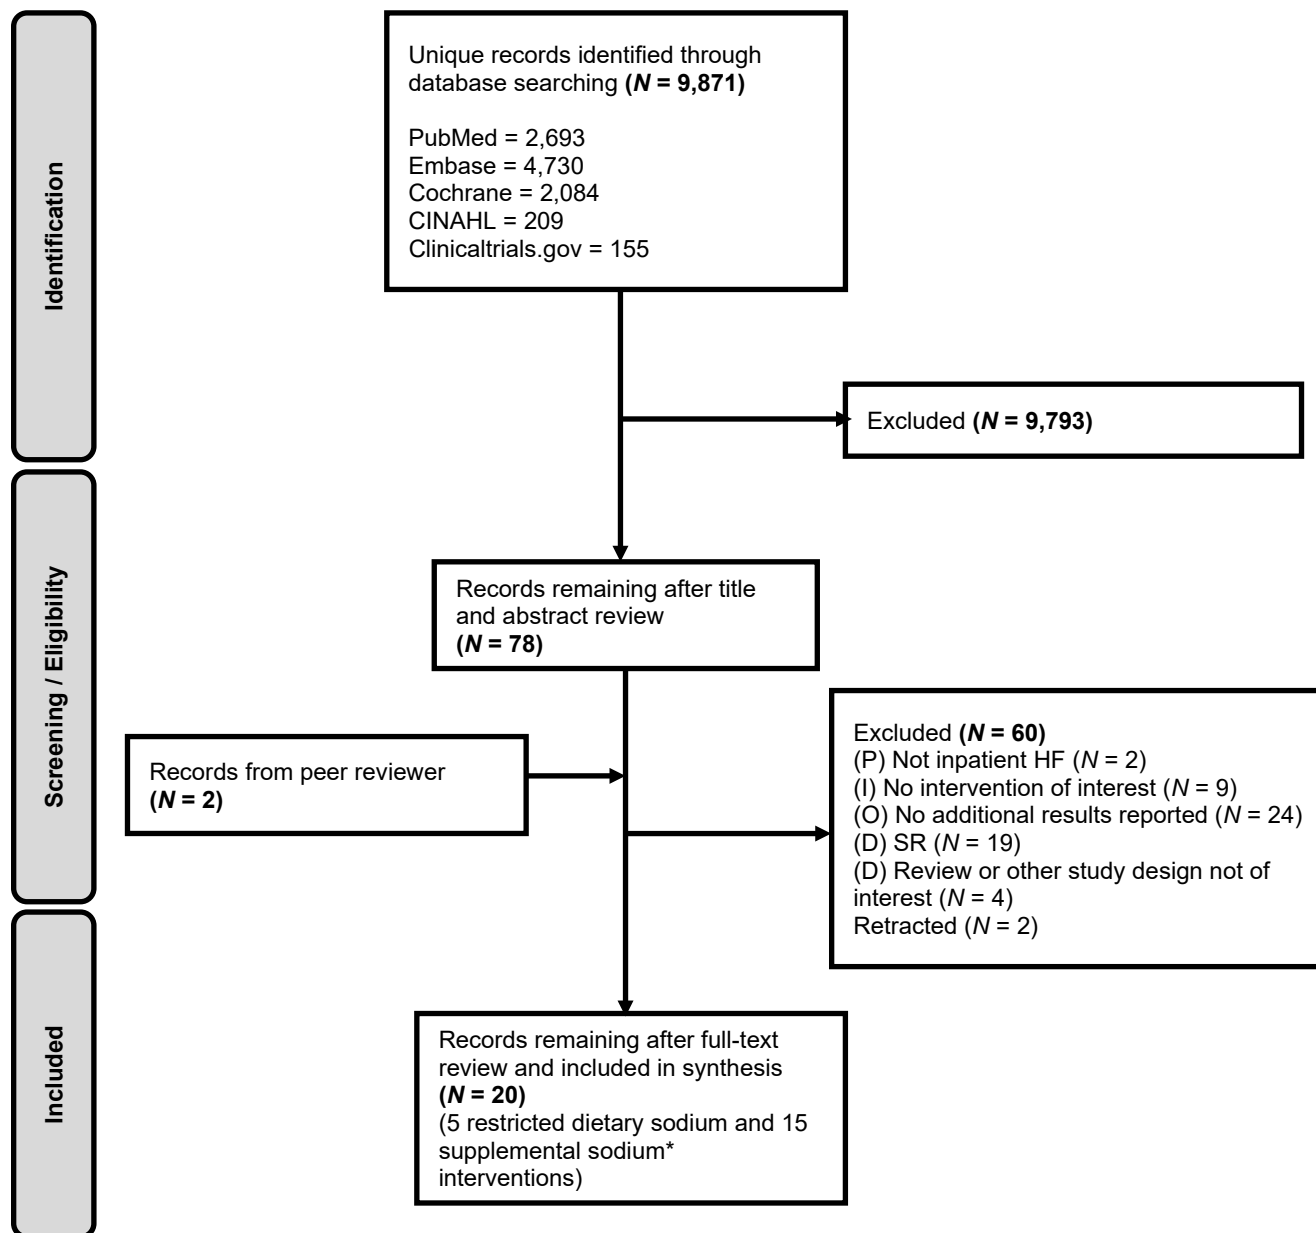 Identification
Unique records identified through
database searching (N = 9,871)
PubMed = 2,693
Embase = 4,730
Cochrane = 2,084
CINAHL = 209
Clinicaltrials.gov = 155
Excluded (N = 9,793)
Screening / Eligibility
Records remaining after title
and abstract review
(N = 78)
Records from peer reviewer
(N = 2)
Excluded (N = 60)
(P) Not inpatient HF (N = 2)
(I) No intervention of interest (N = 9)
(O) No additional results reported (N = 24)
(D) SR (N = 19)
(D) Review or other study design not of
interest (N = 4)
Retracted (N = 2)
Included
Records remaining after full-text
review and included in synthesis
(N = 20)
(5 restricted dietary sodium and 15
supplemental sodium*
interventions)